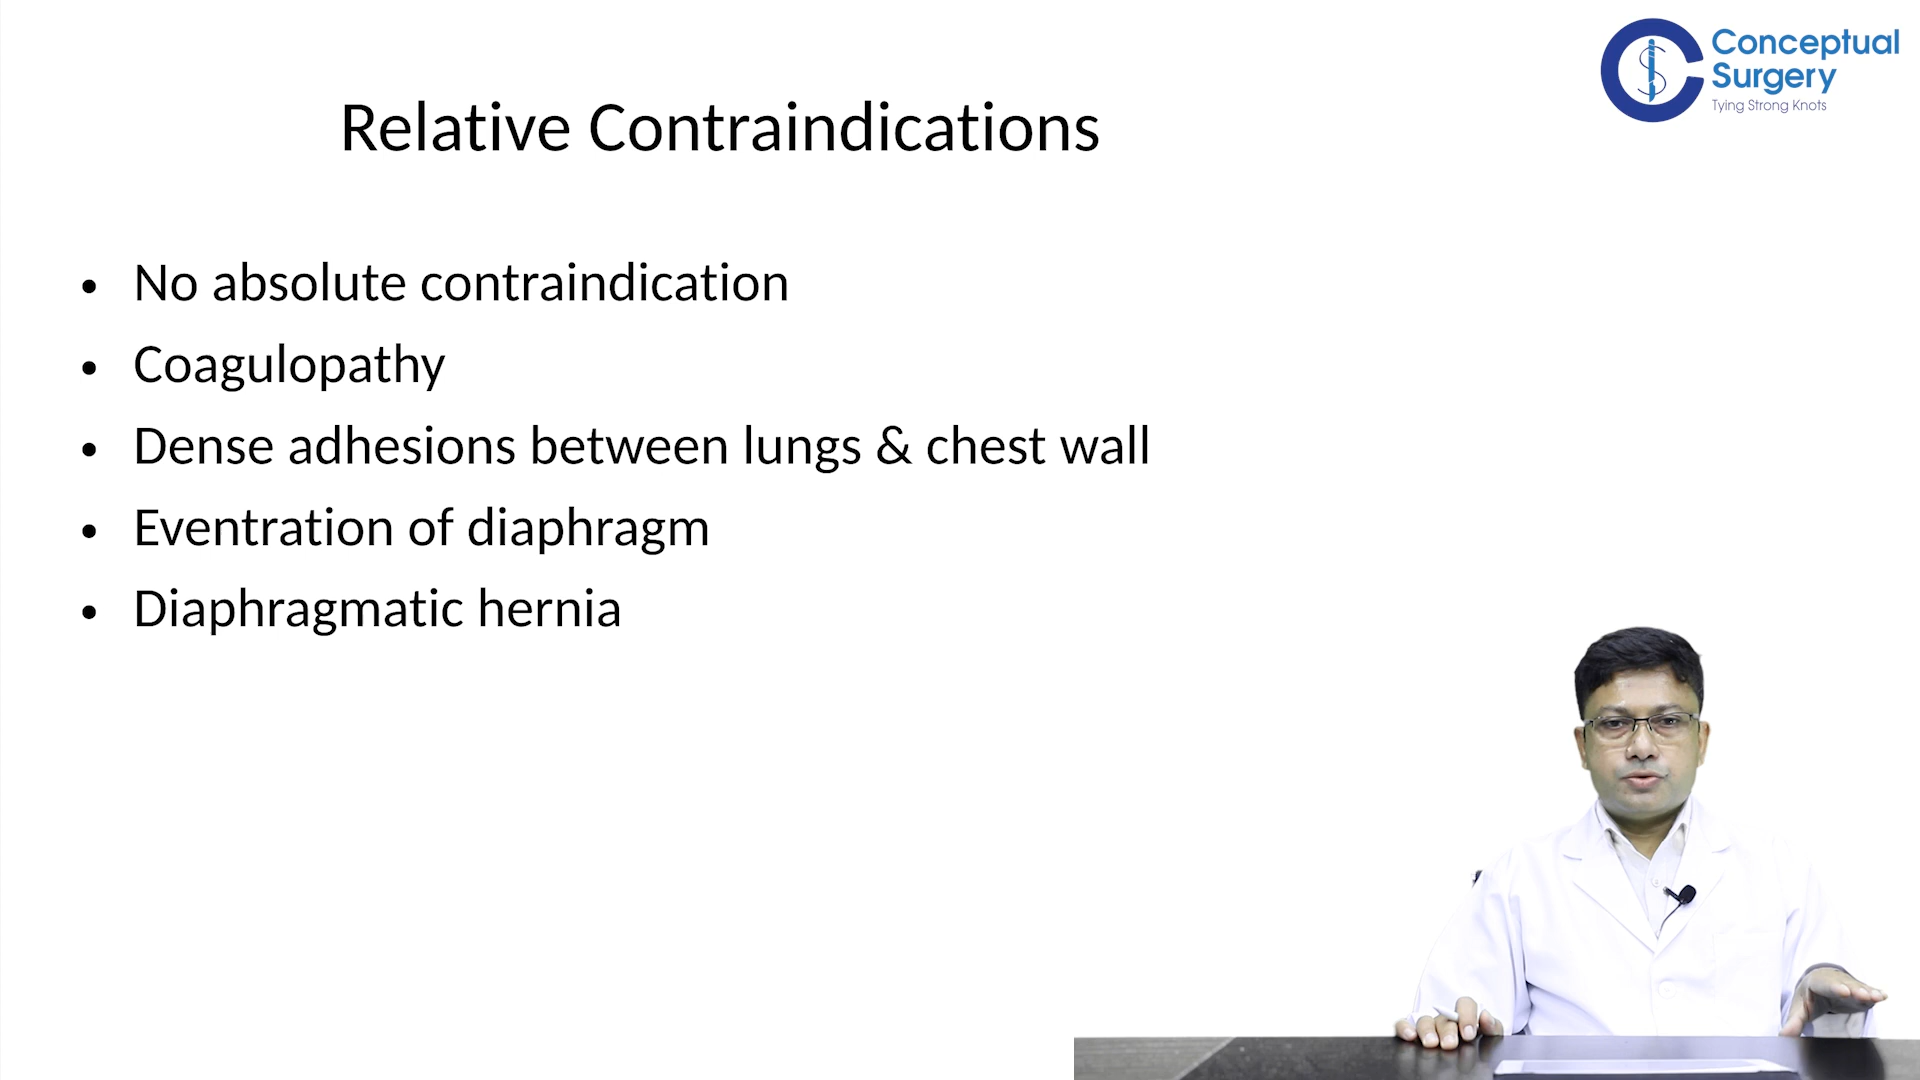 Conceptual
Surgery
Tying Strong Knots
Relative Contraindications
• No absolute contraindication
• Coagulopathy
• Dense adhesions between lungs & chest wall
• Eventration of diaphragm
• Diaphragmatic hernia